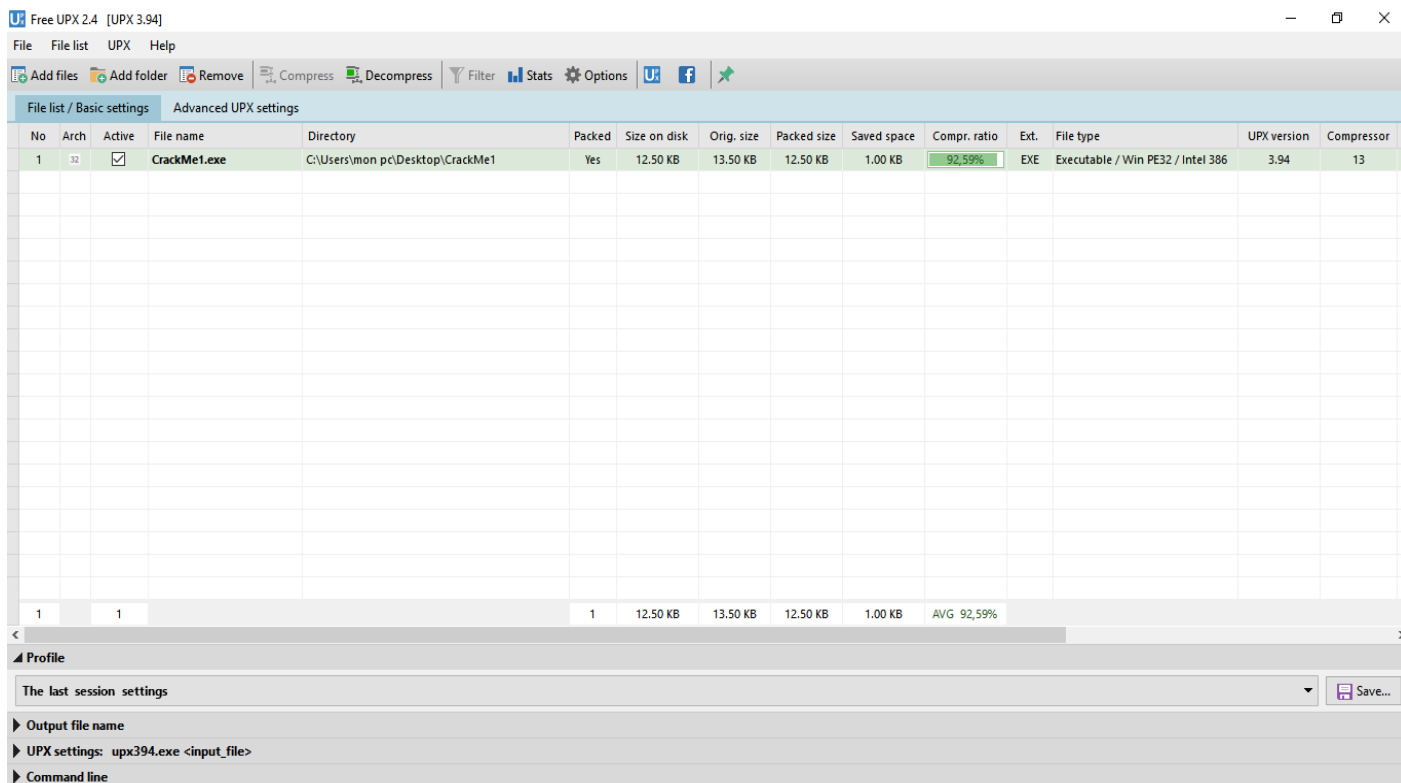 Free UPX 2.4 [UPX 3.94]
File File list UPX Help
Add files Add folder Remove Compress Decompress Filter Stats Options
File list / Basic settings Advanced UPX settings
No Arch Active File name Directory Packed Size on disk Orig. size Packed size Saved space Compr. ratio Ext. File type UPX version Compressor
1 32 CrackMe1.exe C:\Users\mon pc\Desktop\CrackMe1 Yes 12.50 KB 13.50 KB 12.50 KB 1.00 KB 92,59% EXE Executable / Win PE32 / Intel 386 3.94 13
1 1 1 12.50 KB 13.50 KB 12.50 KB 1.00 KB AVG 92,59%
Profile
The last session settings Save...
Output file name
UPX settings: upx394.exe <input_file>
Command line